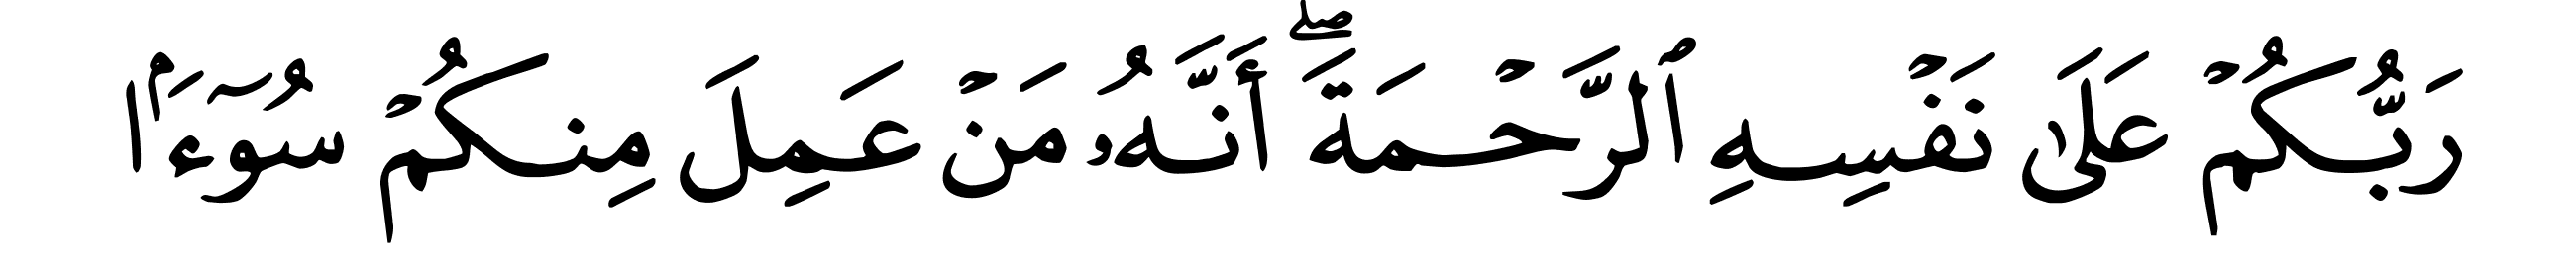 رَبُّكُمْ عَلَىٰ نَفْسِهِ ٱلرَّحْمَةَ ۖ أَنَّهُۥ مَنْ عَمِلَ مِنكُمْ سُوٓءَۢا